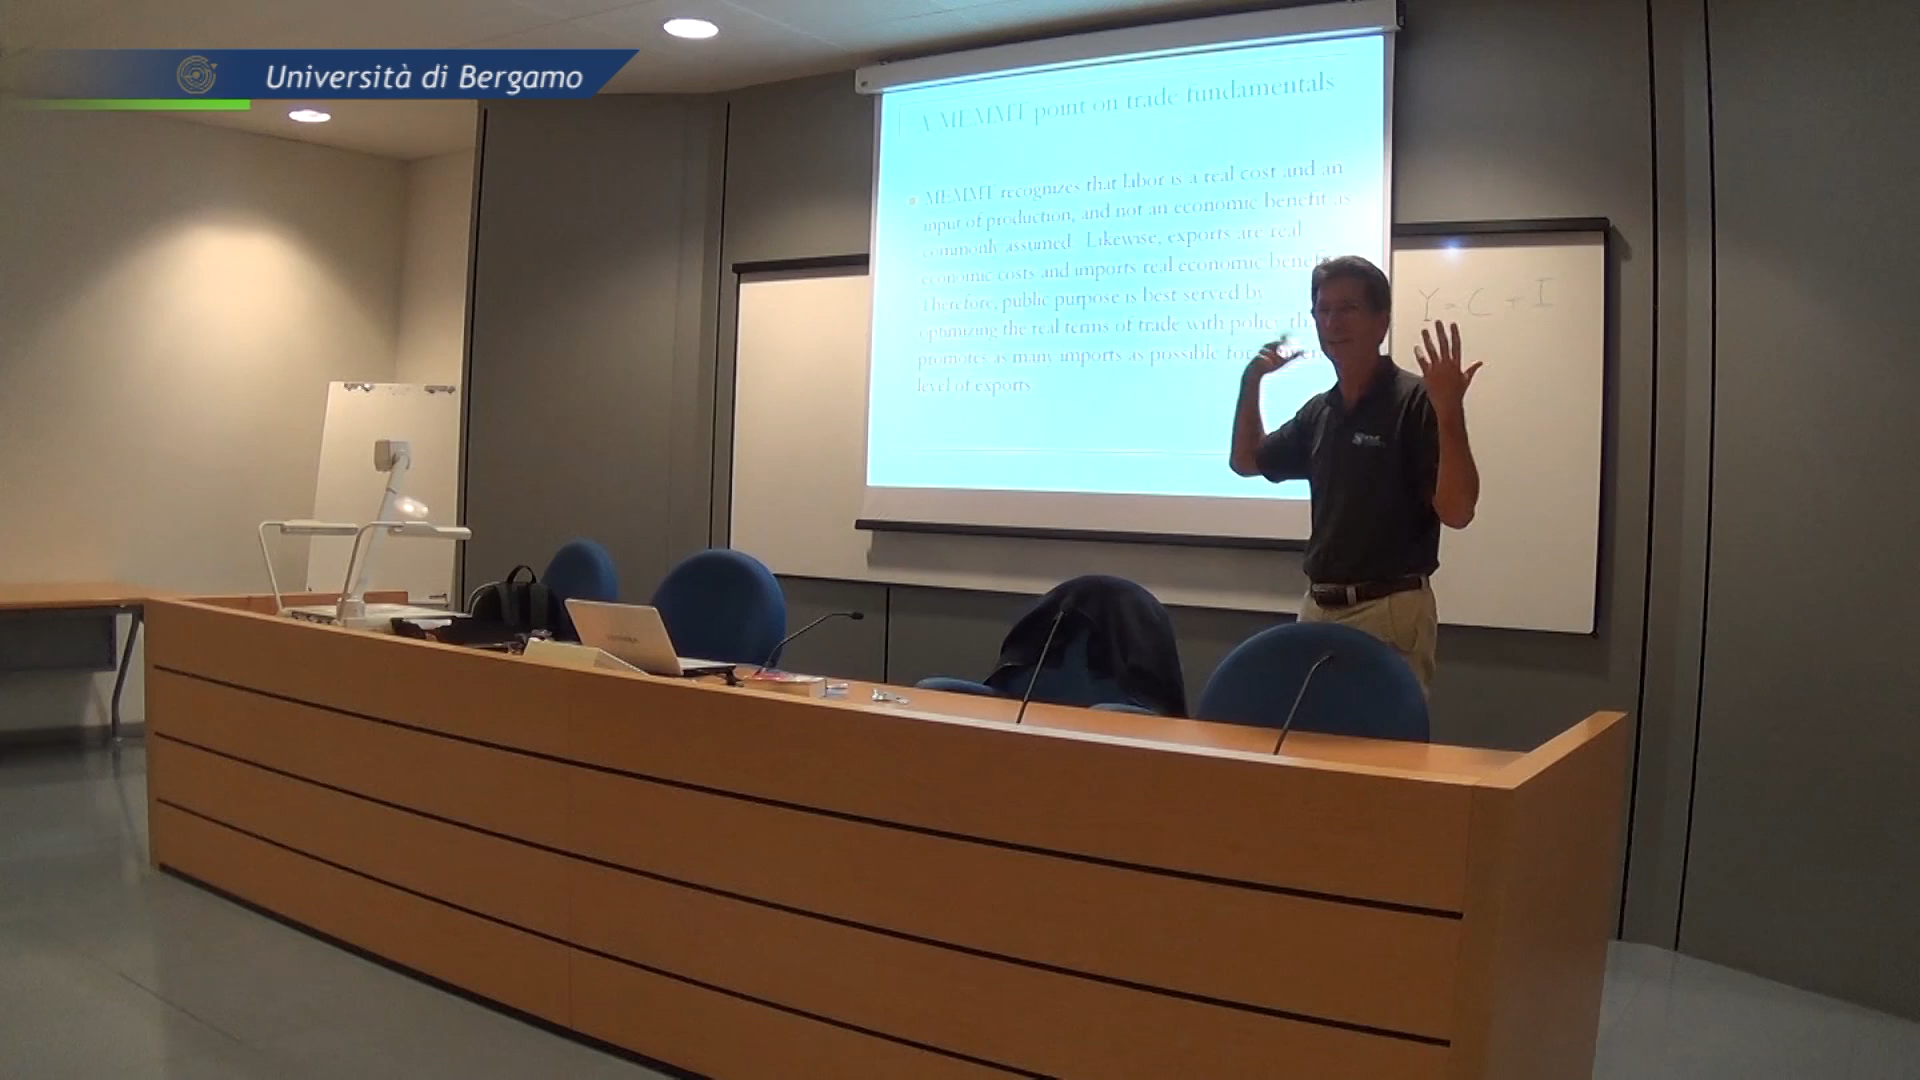 Università di Bergamo
A MEMMT point on trade fundamentals
MEMMT recognizes that labor is a real cost and an
input of production, and not an economic benefit as
commonly assumed. Likewise, exports are real
economic costs and imports real economic benefi
Therefore, public purpose is best served by
optimizing the real terms of trade with policy th
promotes as many imports as possible for
level of exports.
Y = C + I